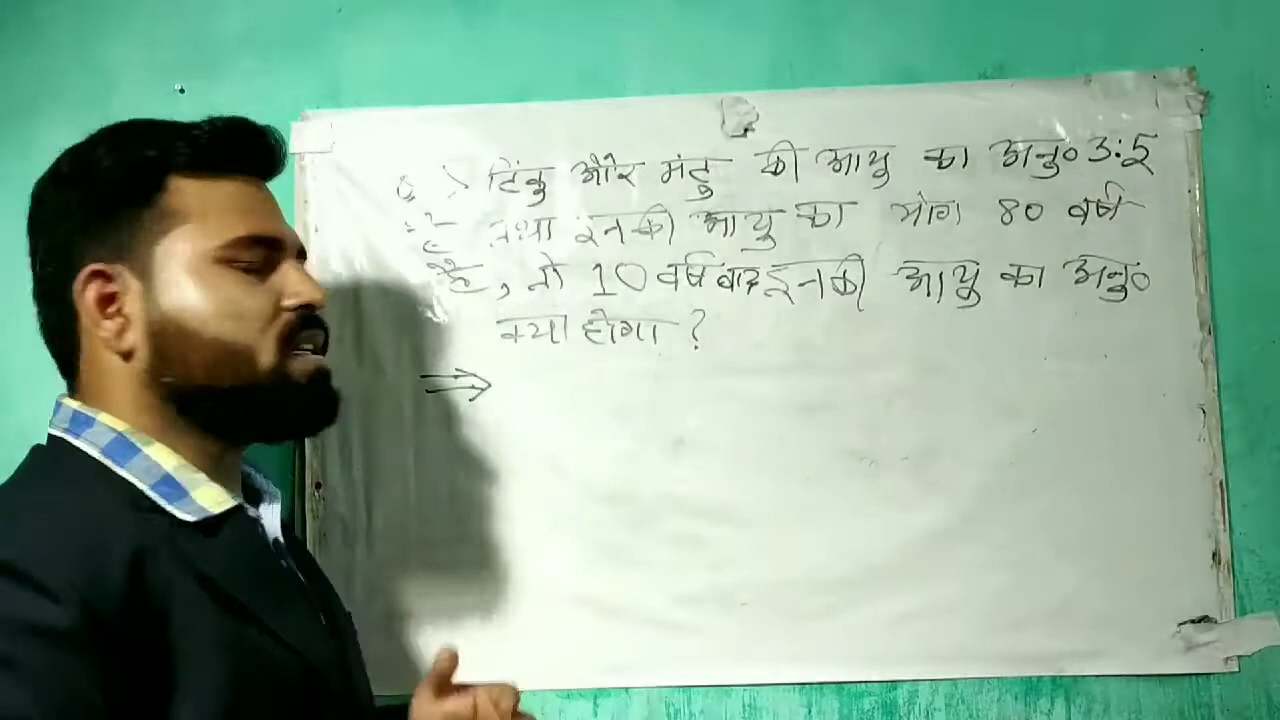 Q. > टिंकु और मंटु की आयु का अनु० 3:5
है तथा इनकी आयु का योग 80 वर्ष
है, तो 10 वर्ष बाद इनकी आयु का अनु०
क्या होगा ?
⇒